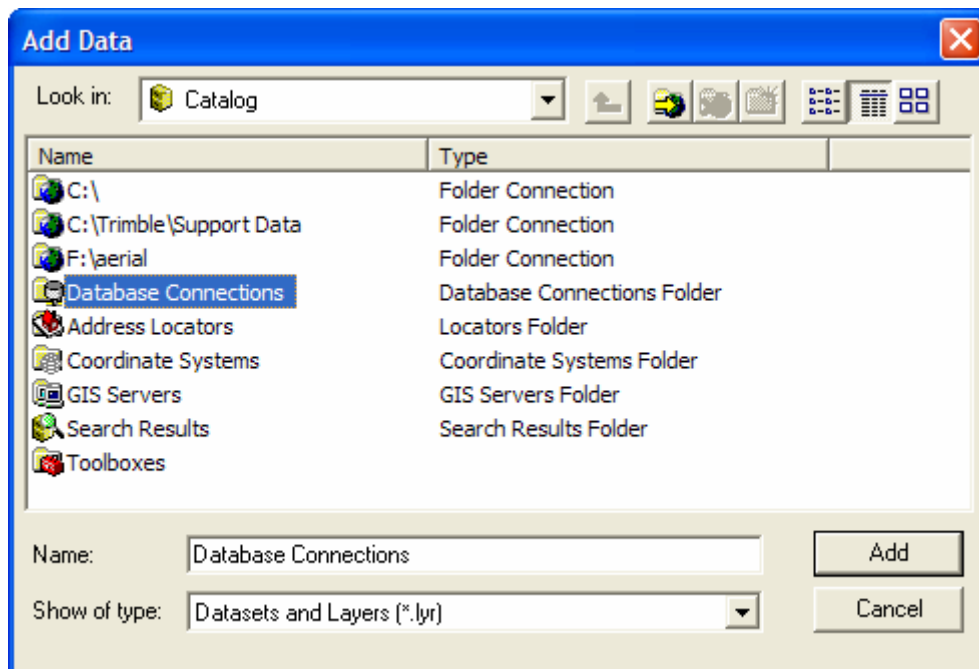 Add Data
Look in: Catalog
Name Type
C:\ Folder Connection
C:\Trimble\Support Data Folder Connection
F:\aerial Folder Connection
Database Connections Database Connections Folder
Address Locators Locators Folder
Coordinate Systems Coordinate Systems Folder
GIS Servers GIS Servers Folder
Search Results Search Results Folder
Toolboxes
Name: Database Connections Add
Show of type: Datasets and Layers (*.lyr) Cancel